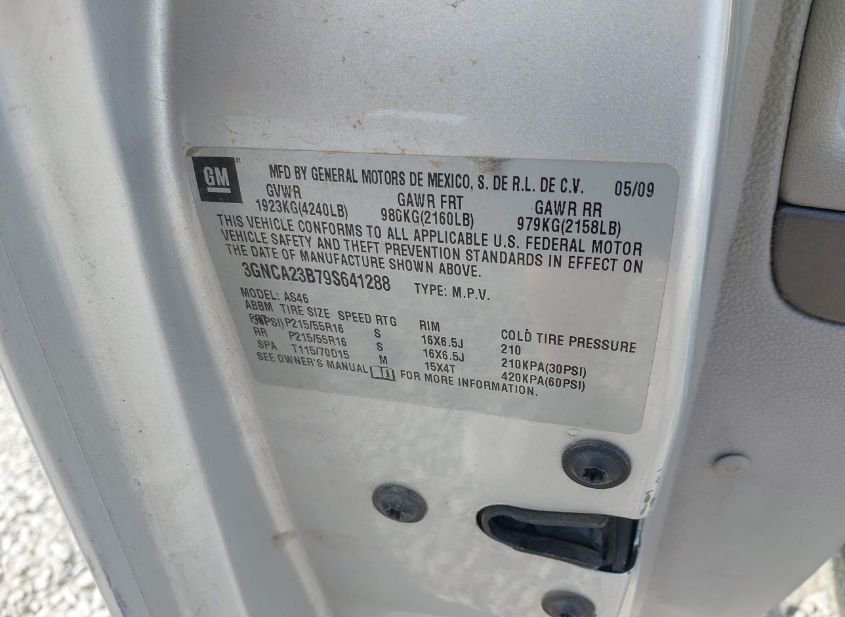 GM
MFD BY GENERAL MOTORS DE MEXICO, S. DE R.L. DE C.V. 05/09
GVWR GAWR FRT GAWR RR
1923KG(4240LB) 980KG(2160LB) 979KG(2158LB)
THIS VEHICLE CONFORMS TO ALL APPLICABLE U.S. FEDERAL MOTOR
VEHICLE SAFETY AND THEFT PREVENTION STANDARDS IN EFFECT ON
THE DATE OF MANUFACTURE SHOWN ABOVE.
3GNCA23B79S641288 TYPE: M.P.V.
MODEL: AS46
ABBM TIRE SIZE SPEED RTG RIM COLD TIRE PRESSURE
P215/55R16 S 16X6.5J 210
RR P215/55R16 S 16X6.5J 210KPA(30PSI)
SPA T115/70D15 M 15X4T 420KPA(60PSI)
SEE OWNER'S MANUAL FOR MORE INFORMATION.